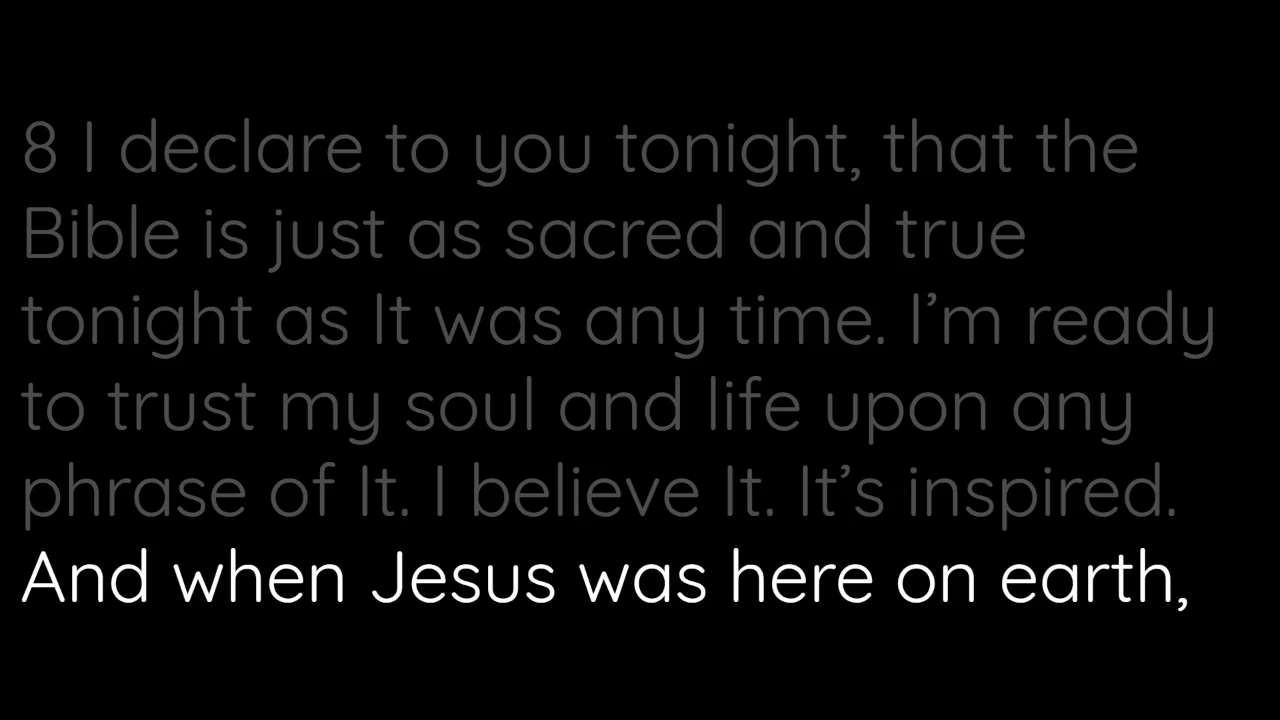 8 I declare to you tonight, that the
Bible is just as sacred and true
tonight as It was any time. I’m ready
to trust my soul and life upon any
phrase of It. I believe It. It’s inspired.
And when Jesus was here on earth,